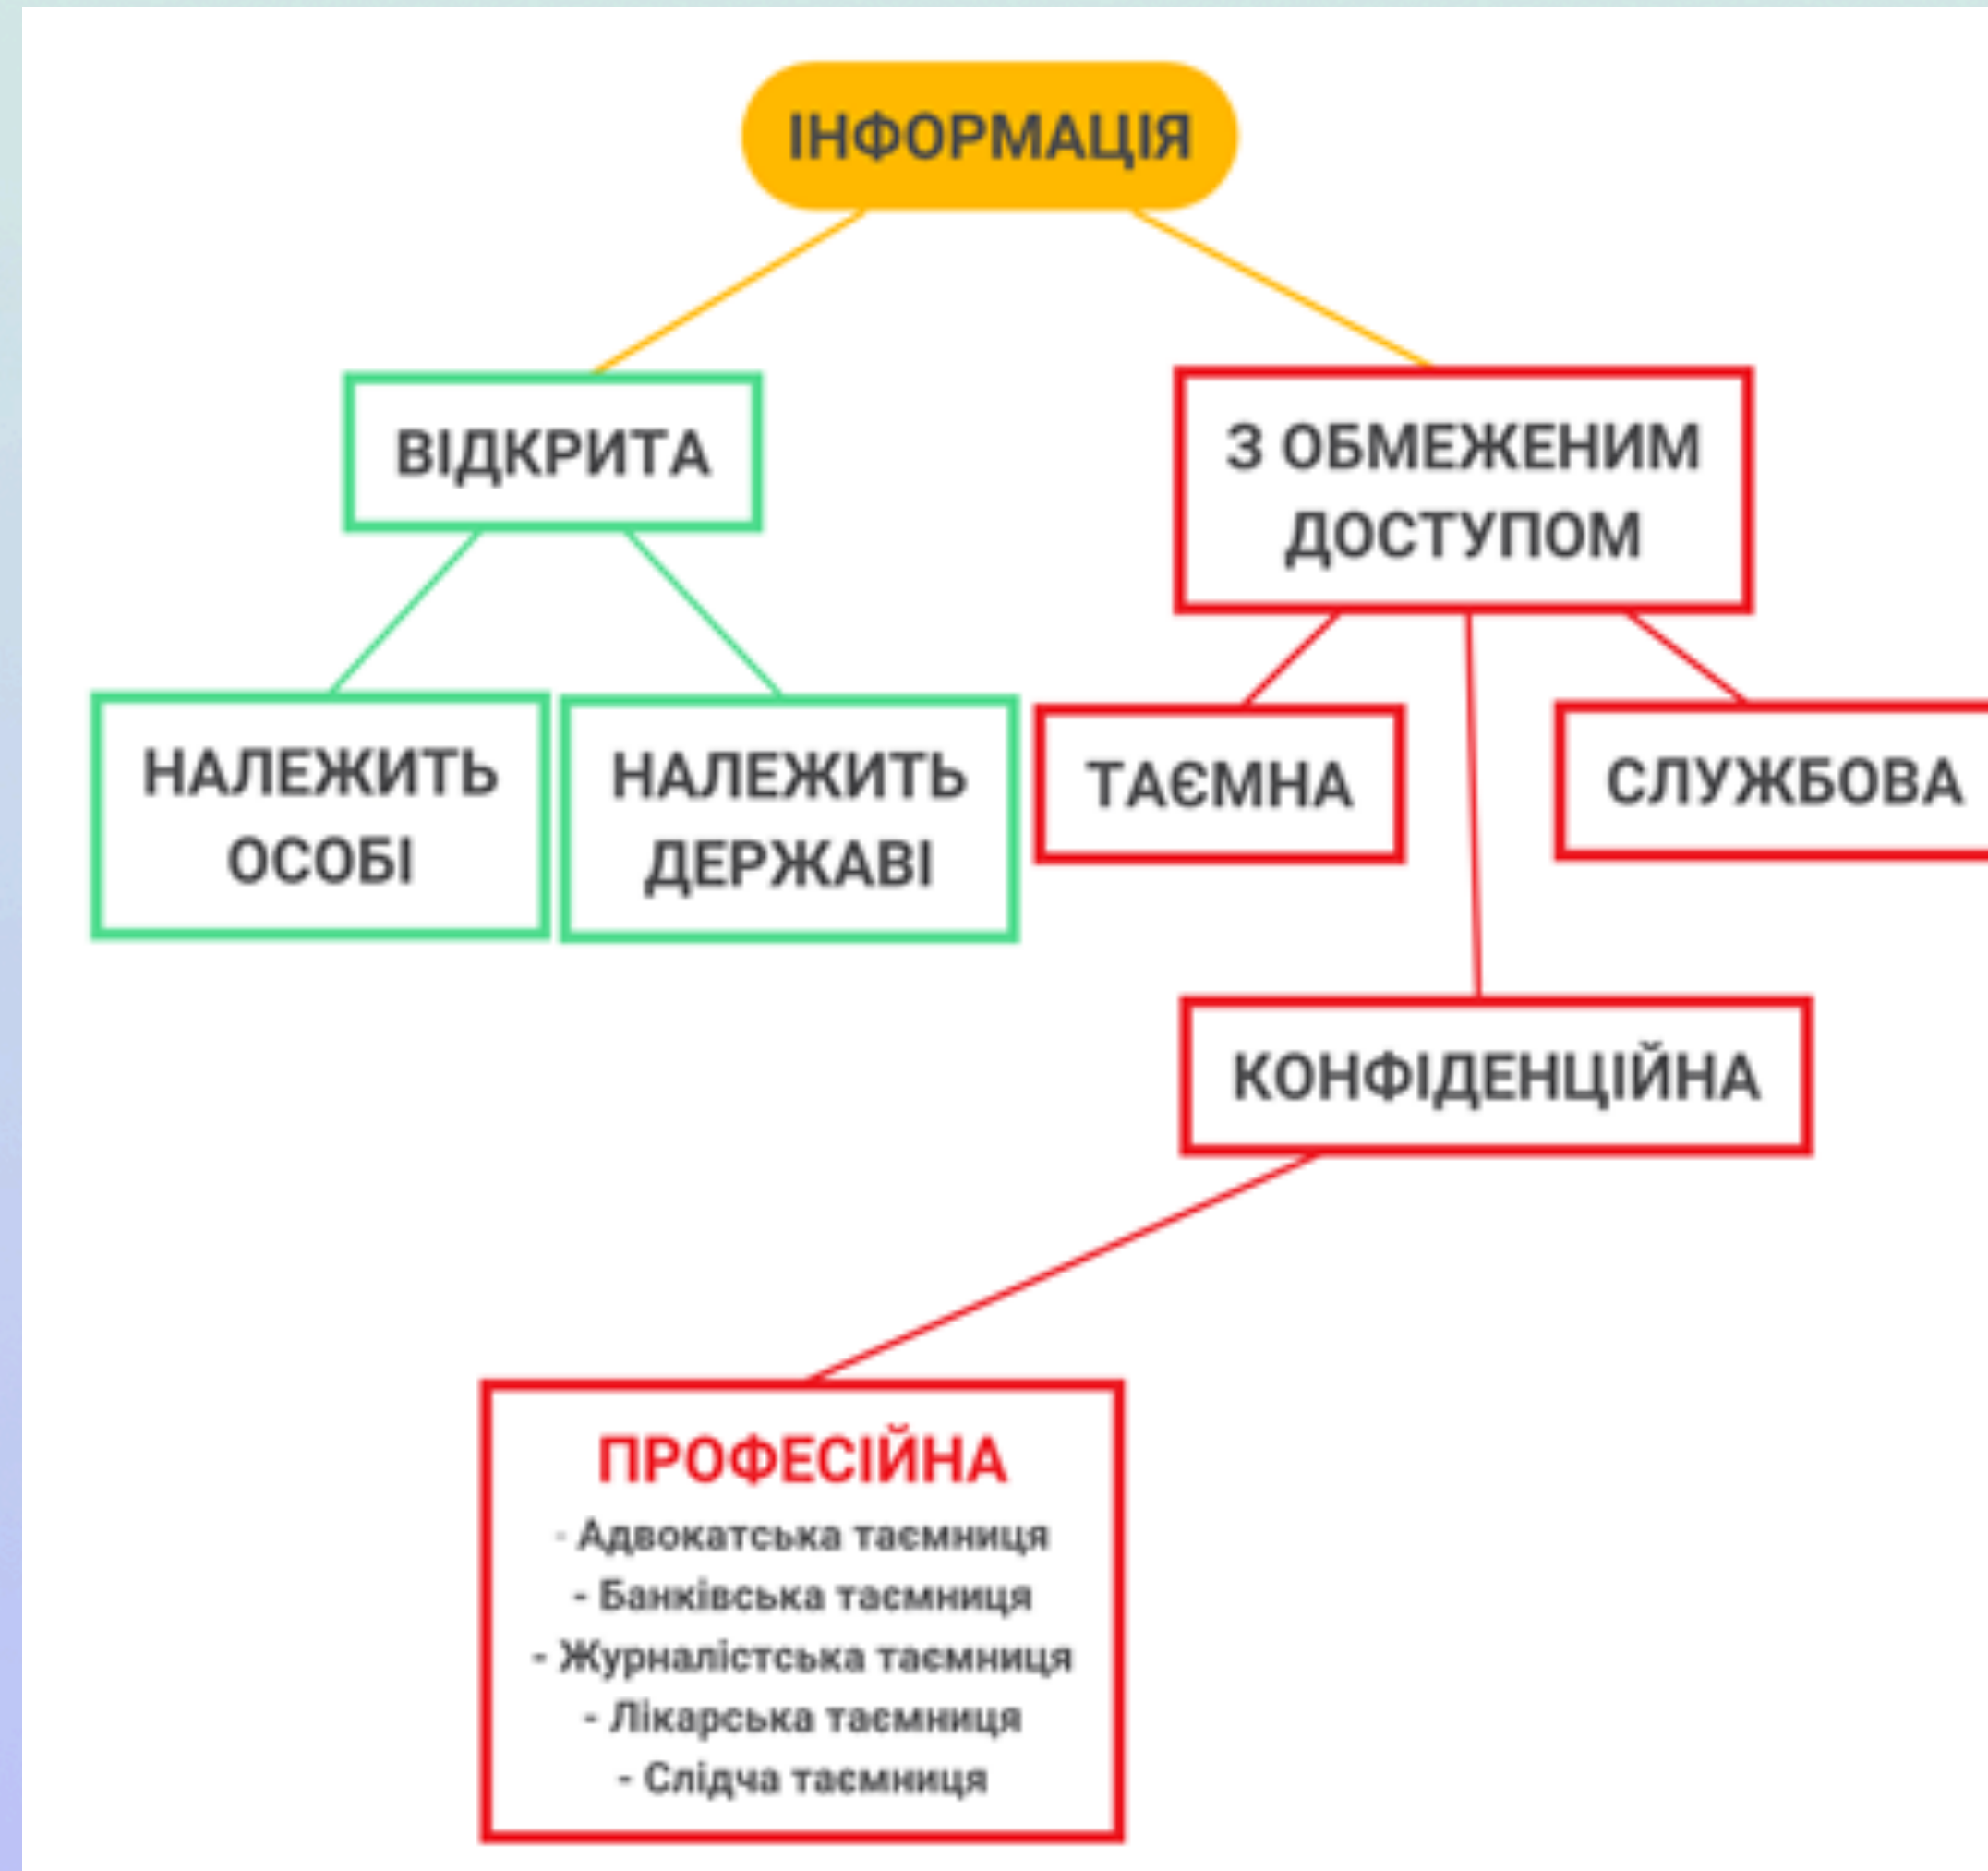 ІНФОРМАЦІЯ
ВІДКРИТА
З ОБМЕЖЕНИМ
ДОСТУПОМ
НАЛЕЖИТЬ
ОСОБІ
НАЛЕЖИТЬ
ДЕРЖАВІ
ТАЄМНА
СЛУЖБОВА
КОНФІДЕНЦІЙНА
ПРОФЕСІЙНА
- Адвокатська таємниця
- Банківська таємниця
- Журналістська таємниця
- Лікарська таємниця
- Слідча таємниця